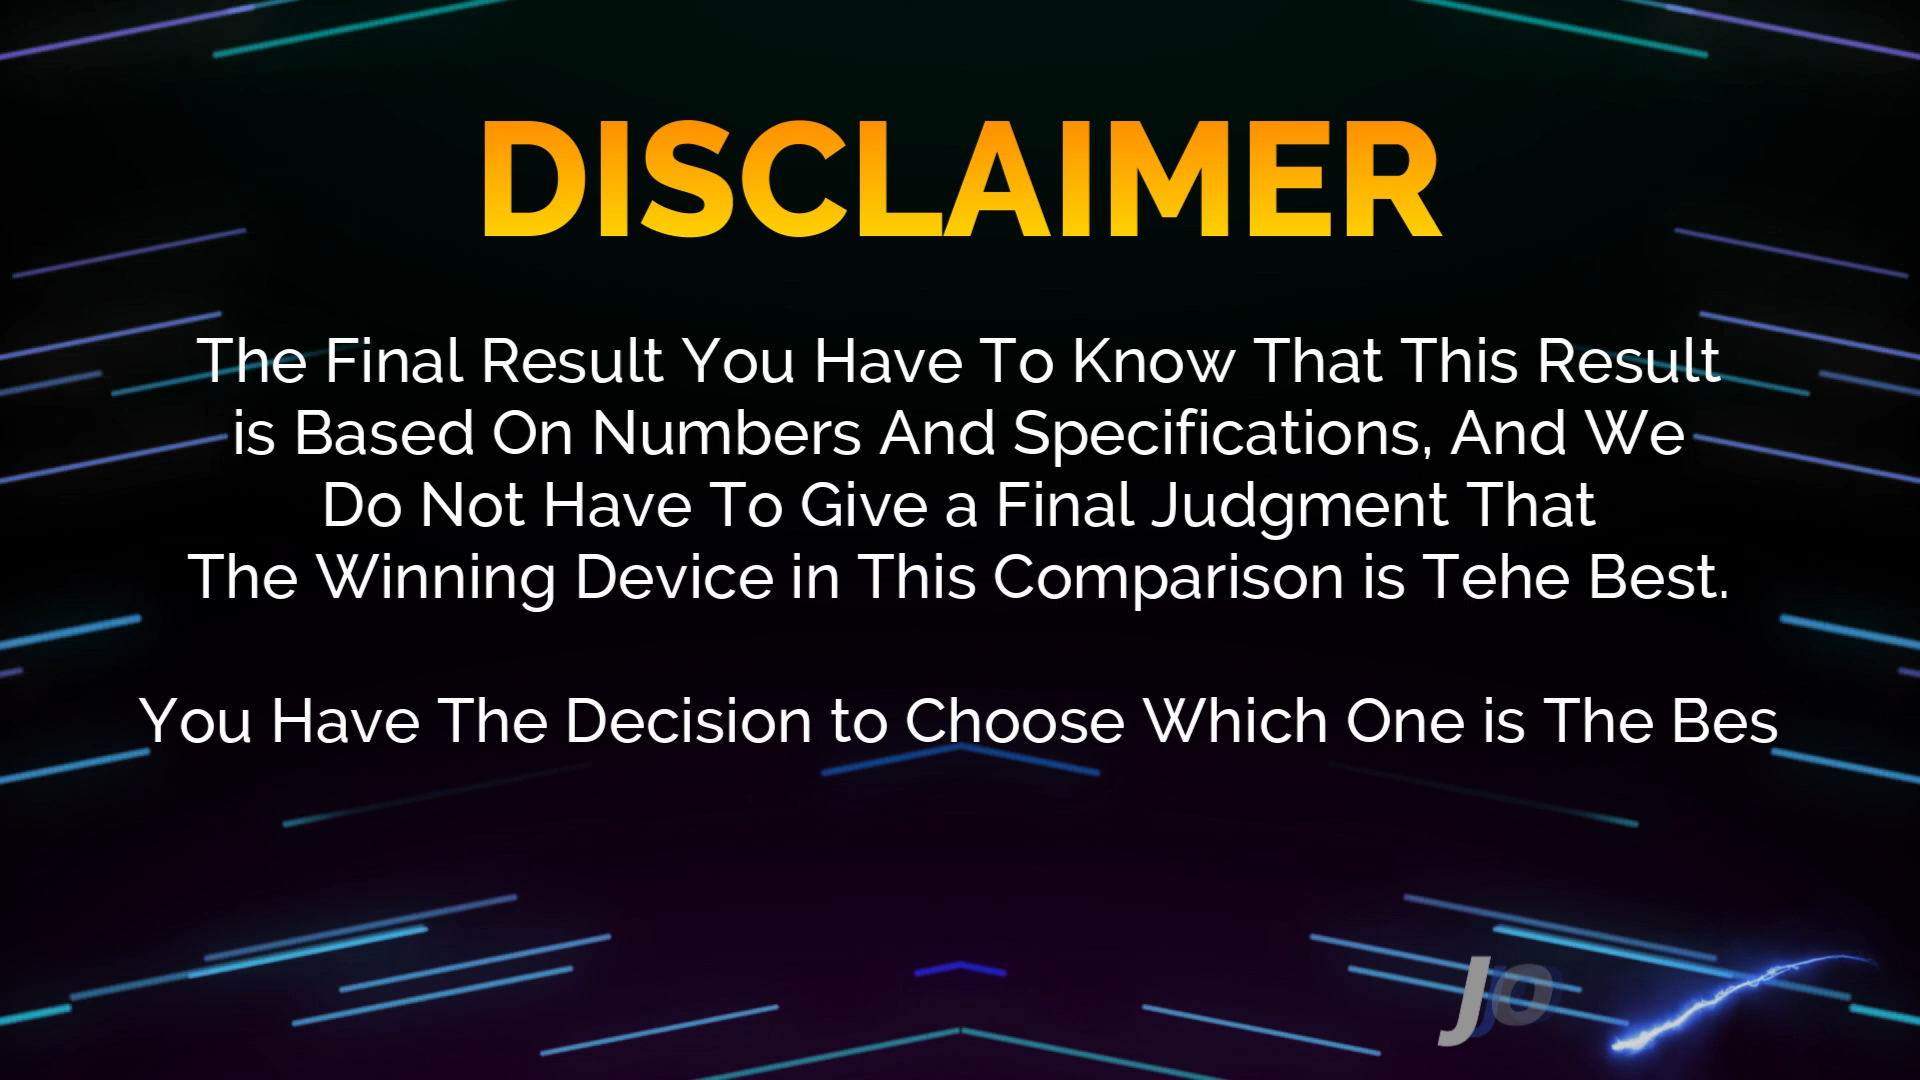 DISCLAIMER
The Final Result You Have To Know That This Result
is Based On Numbers And Specifications, And We
Do Not Have To Give a Final Judgment That
The Winning Device in This Comparison is Tehe Best.
You Have The Decision to Choose Which One is The Bes
Jo